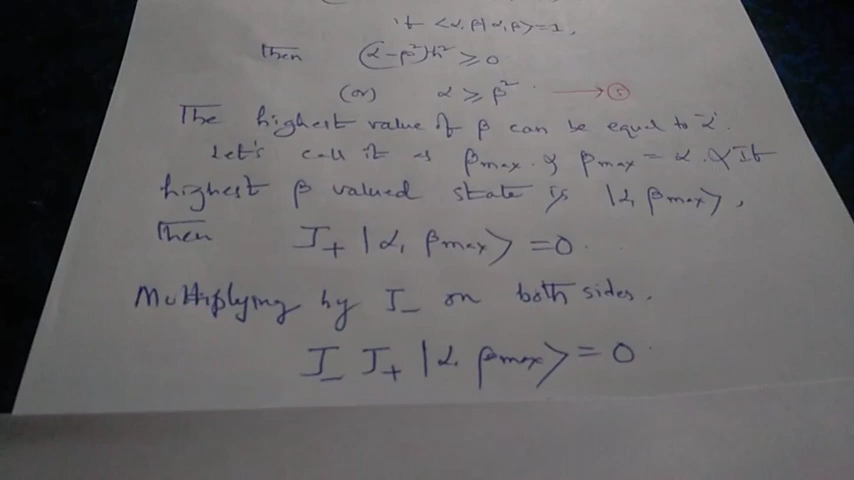 if <α, β|α, β> = 1,
then (α - β²)ħ² ≥ 0
(or) α ≥ β² → ⑤
The highest value of β can be equal to α.
Let's call it as βmax. & βmax = α. If
highest β valued state is |α, βmax>,
Then J₊ |α, βmax> = 0.
Multiplying by J₋ on both sides.
J₋ J₊ |α, βmax> = 0.